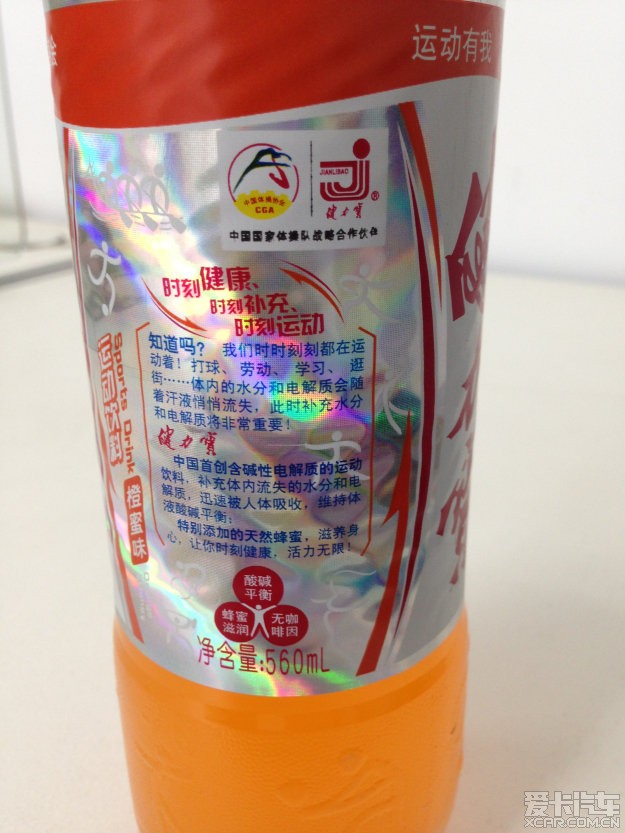 运动有我
中国体操协会
CGA
JIANLIBAO
健力宝
®
中国国家体操队战略合作伙伴
时刻健康、
时刻补充、
时刻运动
知道吗? 我们时时刻刻都在运
动着!打球、劳动、学习、逛
街……体内的水分和电解质会随
着汗液悄悄流失,此时补充水分
和电解质将非常重要!
健力寶
中国首创含碱性电解质的运动
饮料,补充体内流失的水分和电
解质,迅速被人体吸收,维持体
液酸碱平衡;
特别添加的天然蜂蜜,滋养身
心,让你时刻健康,活力无限!
Sports Drink
运动饮料
橙蜜味
酸碱
平衡
蜂蜜
滋润
无咖
啡因
净含量:560mL
爱卡汽车
XCAR.COM.CN